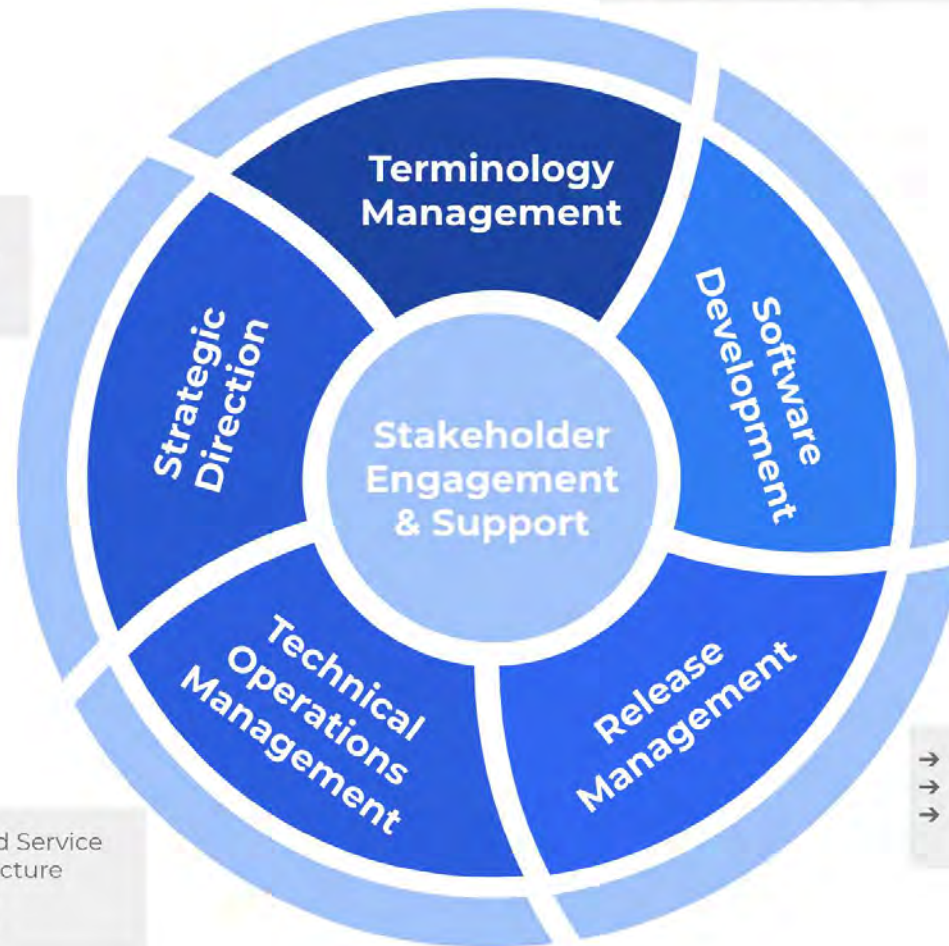 Terminology
Management
Software
Development
Strategic
Direction
Stakeholder
Engagement
& Support
Technical
Operations
Management
Release
Management
→
→
→
d Service
cture